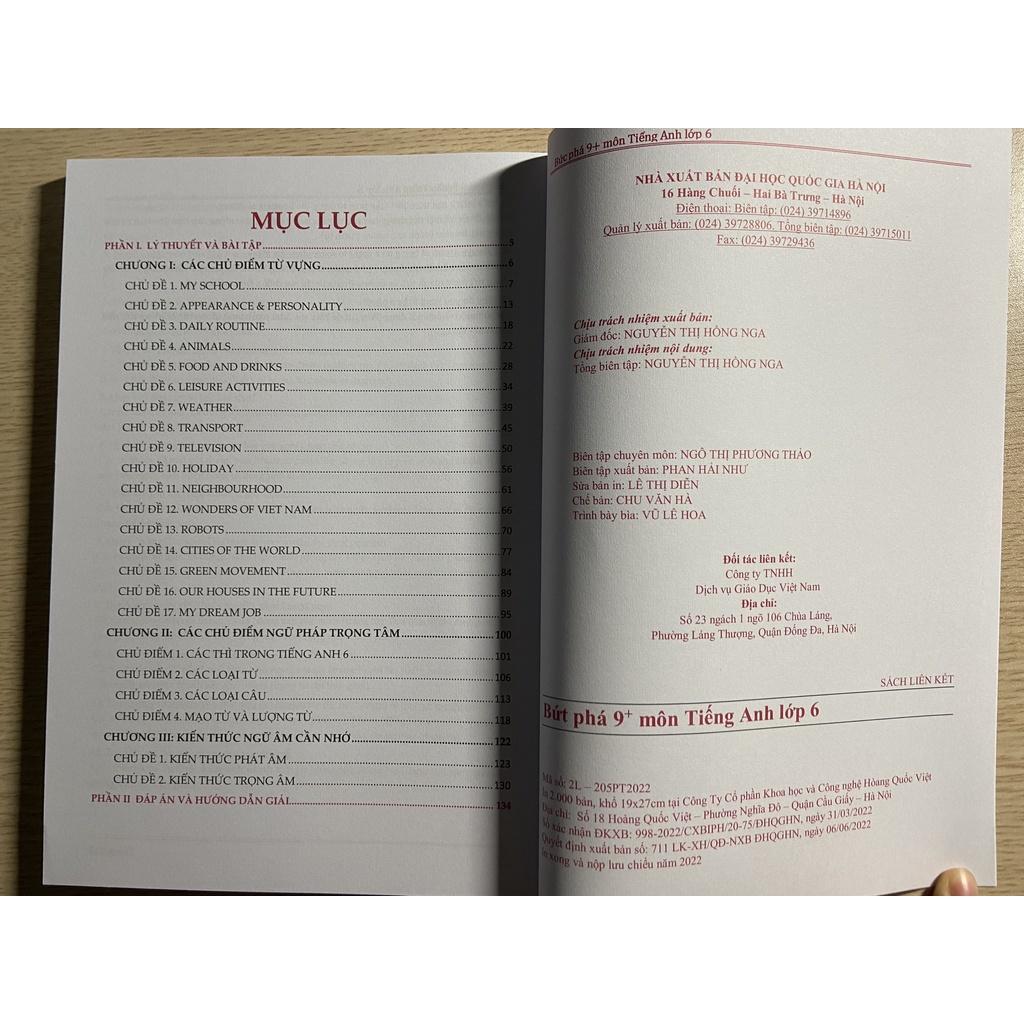 MỤC LỤC
PHẦN I. LÝ THUYẾT VÀ BÀI TẬP...5
CHƯƠNG I: CÁC CHỦ ĐIỂM TỪ VỰNG...6
CHỦ ĐỀ 1. MY SCHOOL...7
CHỦ ĐỀ 2. APPEARANCE & PERSONALITY...13
CHỦ ĐỀ 3. DAILY ROUTINE...18
CHỦ ĐỀ 4. ANIMALS...22
CHỦ ĐỀ 5. FOOD AND DRINKS...28
CHỦ ĐỀ 6. LEISURE ACTIVITIES...34
CHỦ ĐỀ 7. WEATHER...39
CHỦ ĐỀ 8. TRANSPORT...45
CHỦ ĐỀ 9. TELEVISION...50
CHỦ ĐỀ 10. HOLIDAY...56
CHỦ ĐỀ 11. NEIGHBOURHOOD...61
CHỦ ĐỀ 12. WONDERS OF VIET NAM...66
CHỦ ĐỀ 13. ROBOTS...70
CHỦ ĐỀ 14. CITIES OF THE WORLD...77
CHỦ ĐỀ 15. GREEN MOVEMENT...84
CHỦ ĐỀ 16. OUR HOUSES IN THE FUTURE...89
CHỦ ĐỀ 17. MY DREAM JOB...95
CHƯƠNG II: CÁC CHỦ ĐIỂM NGỮ PHÁP TRỌNG TÂM...100
CHỦ ĐIỂM 1. CÁC THÌ TRONG TIẾNG ANH 6...101
CHỦ ĐIỂM 2. CÁC LOẠI TỪ...106
CHỦ ĐIỂM 3. CÁC LOẠI CÂU...113
CHỦ ĐIỂM 4. MẠO TỪ VÀ LƯỢNG TỪ...118
CHƯƠNG III: KIẾN THỨC NGỮ ÂM CẦN NHỚ...122
CHỦ ĐỀ 1. KIẾN THỨC PHÁT ÂM...123
CHỦ ĐỀ 2. KIẾN THỨC TRỌNG ÂM...130
PHẦN II ĐÁP ÁN VÀ HƯỚNG DẪN GIẢI...134
Bức phá 9+ môn Tiếng Anh lớp 6
NHÀ XUẤT BẢN ĐẠI HỌC QUỐC GIA HÀ NỘI
16 Hàng Chuối – Hai Bà Trưng – Hà Nội
Điện thoại: Biên tập: (024) 39714896
Quản lý xuất bản: (024) 39728806. Tổng biên tập: (024) 39715011
Fax: (024) 39729436
Chịu trách nhiệm xuất bản:
Giám đốc: NGUYỄN THỊ HỒNG NGA
Chịu trách nhiệm nội dung:
Tổng biên tập: NGUYỄN THỊ HỒNG NGA
Biên tập chuyên môn: NGÔ THỊ PHƯƠNG THẢO
Biên tập xuất bản: PHAN HẢI NHƯ
Sửa bản in: LÊ THỊ DIÊN
Chế bản: CHU VĂN HÀ
Trình bày bìa: VŨ LÊ HOA
Đối tác liên kết:
Công ty TNHH
Dịch vụ Giáo Dục Việt Nam
Địa chỉ:
Số 23 ngách 1 ngõ 106 Chùa Láng,
Phường Láng Thượng, Quận Đống Đa, Hà Nội
SÁCH LIÊN KẾT
Bứt phá 9+ môn Tiếng Anh lớp 6
Mã số: 2L – 205PT2022
In 2.000 bản, khổ 19x27cm tại Công Ty Cổ phần Khoa học và Công nghệ Hoàng Quốc Việt
Địa chỉ: Số 18 Hoàng Quốc Việt – Phường Nghĩa Đô – Quận Cầu Giấy – Hà Nội
Số xác nhận ĐKXB: 998-2022/CXBIPH/20-75/ĐHQGHN, ngày 31/03/2022
Quyết định xuất bản số: 711 LK-XH/QĐ-NXB ĐHQGHN, ngày 06/06/2022
In xong và nộp lưu chiểu năm 2022